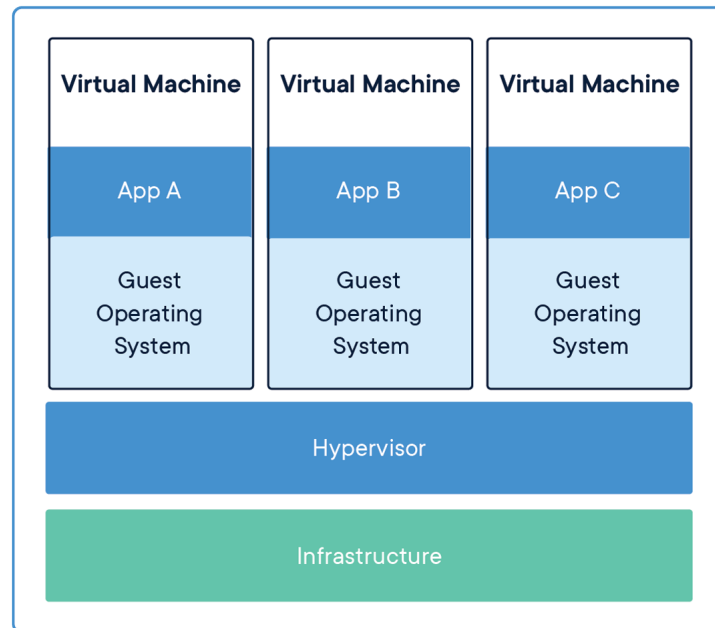 Virtual Machine
Virtual Machine
Virtual Machine
App A
App B
App C
Guest
Operating
System
Guest
Operating
System
Guest
Operating
System
Hypervisor
Infrastructure